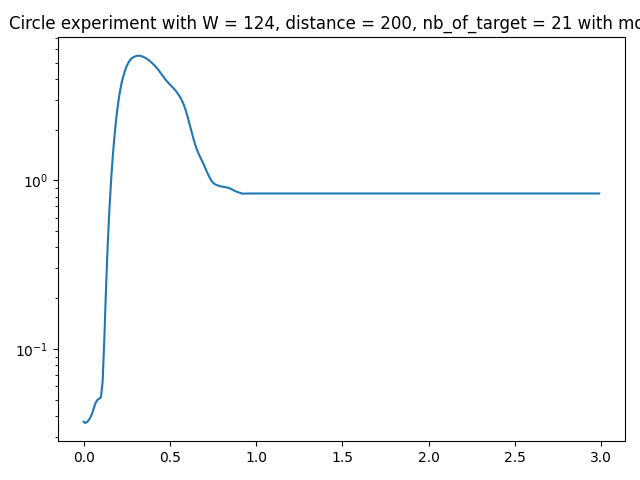 Circle experiment with W = 124, distance = 200, nb_of_target = 21 with
10⁰
10⁻¹
0.0 0.5 1.0 1.5 2.0 2.5 3.0